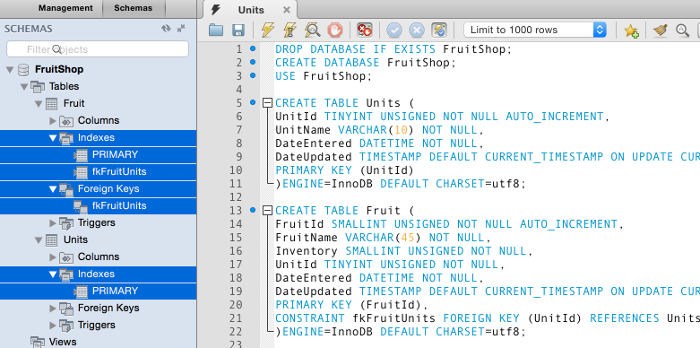 Management Schemas
SCHEMAS
Filter objects
FruitShop
Tables
Fruit
Columns
Indexes
PRIMARY
fkFruitUnits
Foreign Keys
fkFruitUnits
Triggers
Units
Columns
Indexes
PRIMARY
Foreign Keys
Triggers
Views
Units
Limit to 1000 rows
1 DROP DATABASE IF EXISTS FruitShop;
2 CREATE DATABASE FruitShop;
3 USE FruitShop;
4
5 CREATE TABLE Units (
6 UnitId TINYINT UNSIGNED NOT NULL AUTO_INCREMENT,
7 UnitName VARCHAR(10) NOT NULL,
8 DateEntered DATETIME NOT NULL,
9 DateUpdated TIMESTAMP DEFAULT CURRENT_TIMESTAMP ON UPDATE CUR
10 PRIMARY KEY (UnitId)
11 )ENGINE=InnoDB DEFAULT CHARSET=utf8;
12
13 CREATE TABLE Fruit (
14 FruitId SMALLINT UNSIGNED NOT NULL AUTO_INCREMENT,
15 FruitName VARCHAR(45) NOT NULL,
16 Inventory SMALLINT UNSIGNED NOT NULL,
17 UnitId TINYINT UNSIGNED NOT NULL,
18 DateEntered DATETIME NOT NULL,
19 DateUpdated TIMESTAMP DEFAULT CURRENT_TIMESTAMP ON UPDATE CUR
20 PRIMARY KEY (FruitId),
21 CONSTRAINT fkFruitUnits FOREIGN KEY (UnitId) REFERENCES Units
22 )ENGINE=InnoDB DEFAULT CHARSET=utf8;
23